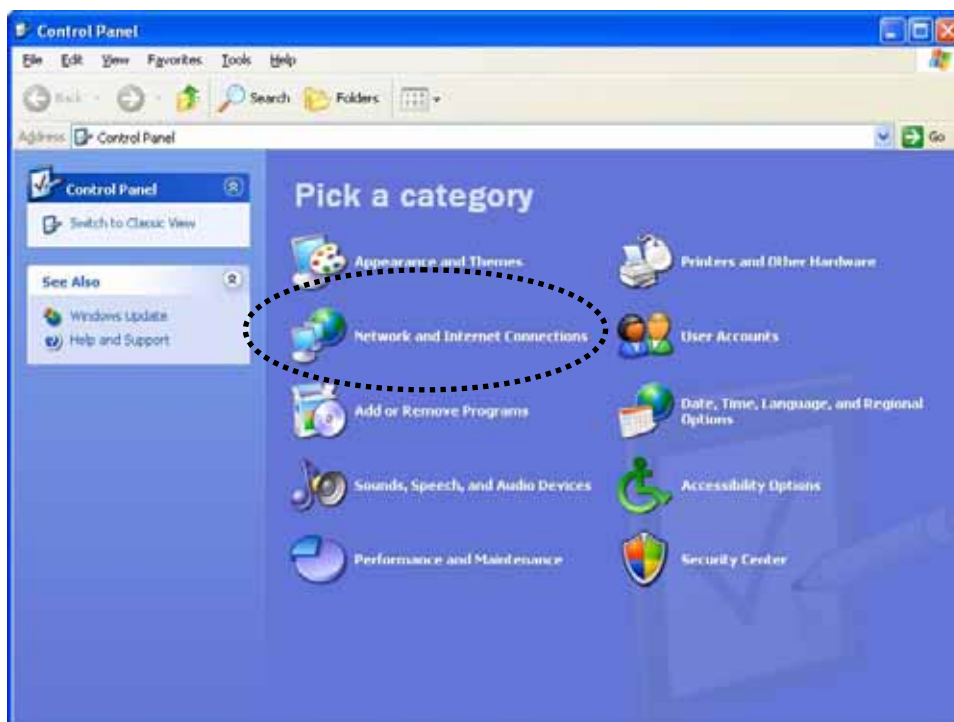 Control Panel
File Edit View Favorites Tools Help
Back Search Folders
Address Control Panel Go
Control Panel
Switch to Classic View
See Also
Windows Update
Help and Support
Pick a category
Appearance and Themes
Printers and Other Hardware
Network and Internet Connections
User Accounts
Add or Remove Programs
Date, Time, Language, and Regional
Options
Sounds, Speech, and Audio Devices
Accessibility Options
Performance and Maintenance
Security Center